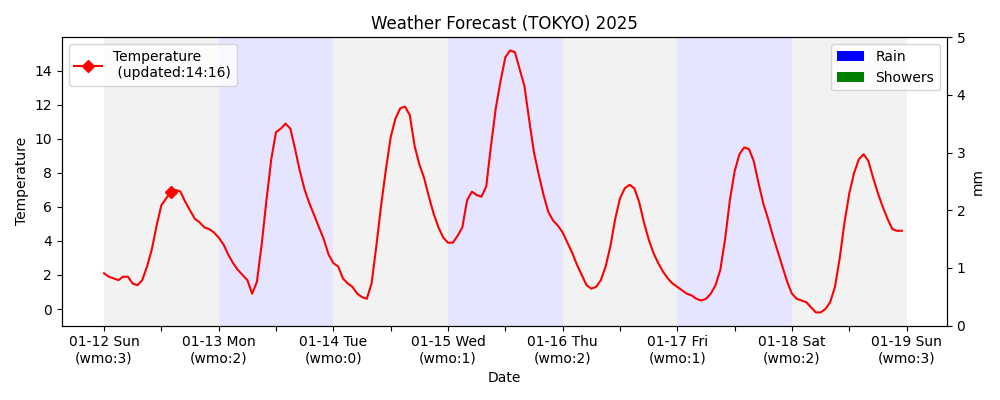 Weather Forecast (TOKYO) 2025
Temperature
(updated:14:16)
Rain
Showers
Temperature
14
12
10
8
6
4
2
0
5
4
3
2
1
0
mm
01-12 Sun
(wmo:3)
01-13 Mon
(wmo:2)
01-14 Tue
(wmo:0)
01-15 Wed
(wmo:1)
01-16 Thu
(wmo:2)
01-17 Fri
(wmo:1)
01-18 Sat
(wmo:2)
01-19 Sun
(wmo:3)
Date